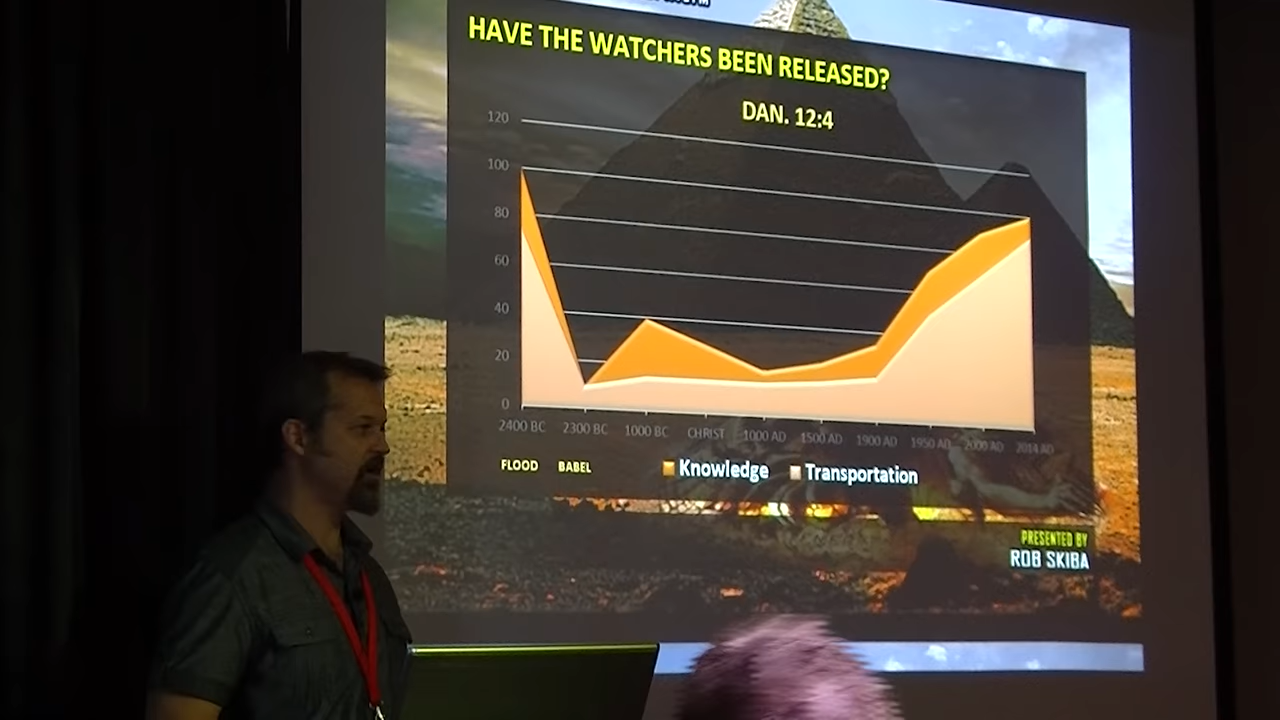 HAVE THE WATCHERS BEEN RELEASED?
DAN. 12:4
120
100
80
60
40
20
0
2400 BC 2300 BC 1000 BC CHRIST 1000 AD 1500 AD 1900 AD 1950 AD 2000 AD 2014 AD
FLOOD BABEL
Knowledge Transportation
PRESENTED BY
ROB SKIBA